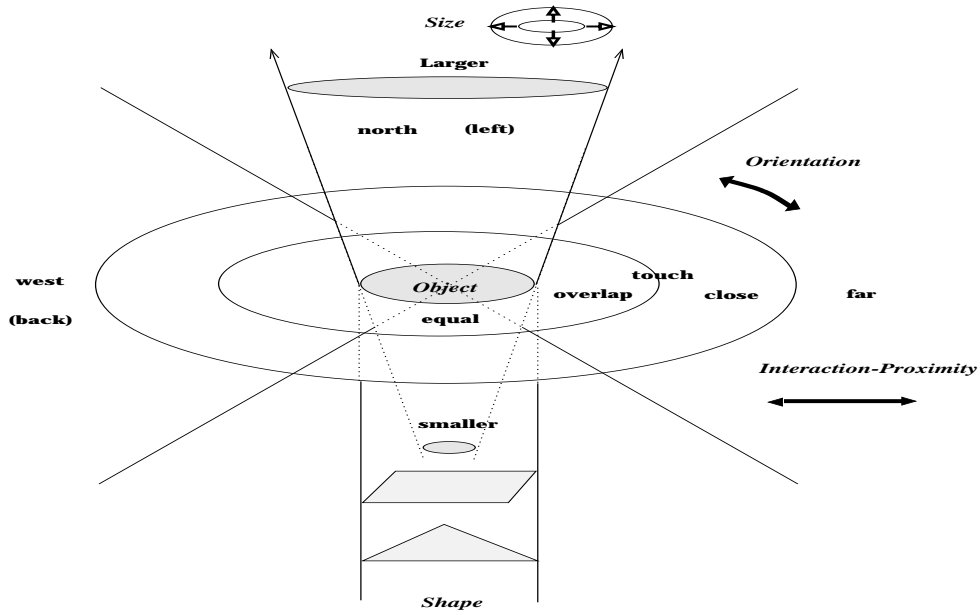 Size
Larger
north (left)
Orientation
west
(back)
Object
touch
overlap
close
far
equal
Interaction-Proximity
smaller
Shape